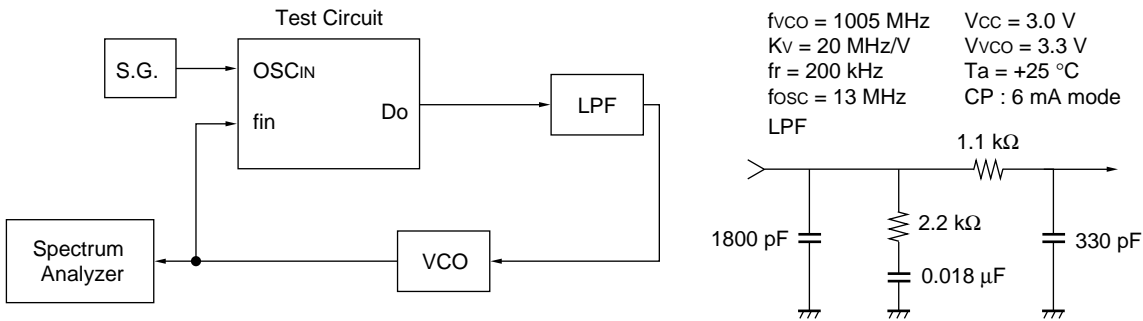 Test Circuit
S.G.
OSCIN
fin
Do
LPF
Spectrum
Analyzer
VCO
fVCO = 1005 MHz
KV = 20 MHz/V
fr = 200 kHz
fOSC = 13 MHz
LPF
VCC = 3.0 V
VVCO = 3.3 V
Ta = +25 °C
CP : 6 mA mode
1.1 kΩ
2.2 kΩ
1800 pF
330 pF
0.018 μF